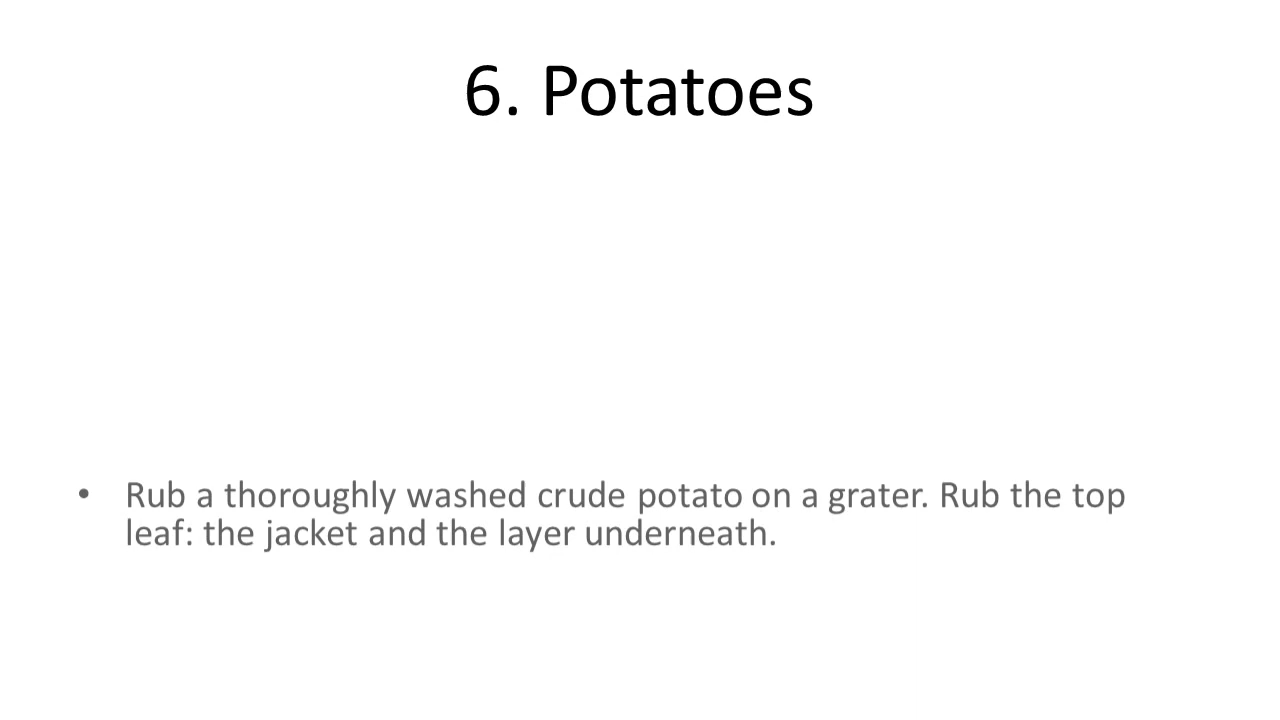 6. Potatoes
• Rub a thoroughly washed crude potato on a grater. Rub the top
leaf: the jacket and the layer underneath.